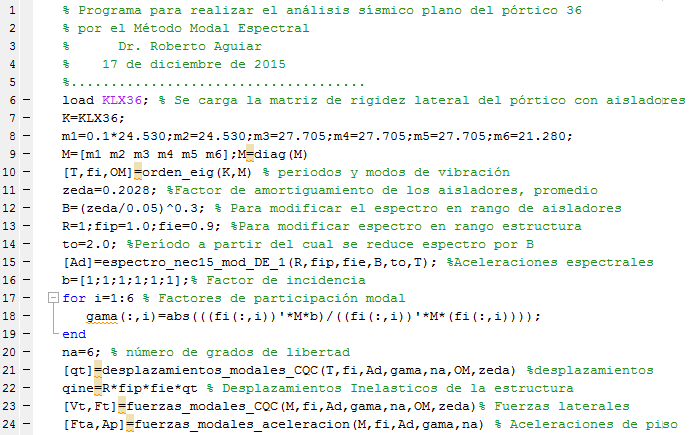 1 % Programa para realizar el análisis sísmico plano del pórtico 36
2 % por el Método Modal Espectral
3 % Dr. Roberto Aguiar
4 % 17 de diciembre de 2015
5 %...................................
6 load KLX36; % Se carga la matriz de rigidez lateral del pórtico con aisladores
7 K=KLX36;
8 m1=0.1*24.530;m2=24.530;m3=27.705;m4=27.705;m5=27.705;m6=21.280;
9 M=[m1 m2 m3 m4 m5 m6];M=diag(M)
10 [T,fi,OM]=orden_eig(K,M) % periodos y modos de vibración
11 zeda=0.2028; %Factor de amortiguamiento de los aisladores, promedio
12 B=(zeda/0.05)^0.3; % Para modificar el espectro en rango de aisladores
13 R=1;fip=1.0;fie=0.9; %Para modificar espectro en rango estructura
14 to=2.0; %Período a partir del cual se reduce espectro por B
15 [Ad]=espectro_nec15_mod_DE_1(R,fip,fie,B,to,T); %Aceleraciones espectrales
16 b=[1;1;1;1;1;1];% Factor de incidencia
17 for i=1:6 % Factores de participación modal
18 gama(:,i)=abs(((fi(:,i))'*M*b)/((fi(:,i))'*M*(fi(:,i))));
19 end
20 na=6; % número de grados de libertad
21 [qt]=desplazamientos_modales_CQC(T,fi,Ad,gama,na,OM,zeda) %desplazamientos
22 qine=R*fip*fie*qt % Desplazamientos Inelasticos de la estructura
23 [Vt,Ft]=fuerzas_modales_CQC(M,fi,Ad,gama,na,OM,zeda)% Fuerzas laterales
24 [Fta,Ap]=fuerzas_modales_aceleracion(M,fi,Ad,gama,na) % Aceleraciones de piso